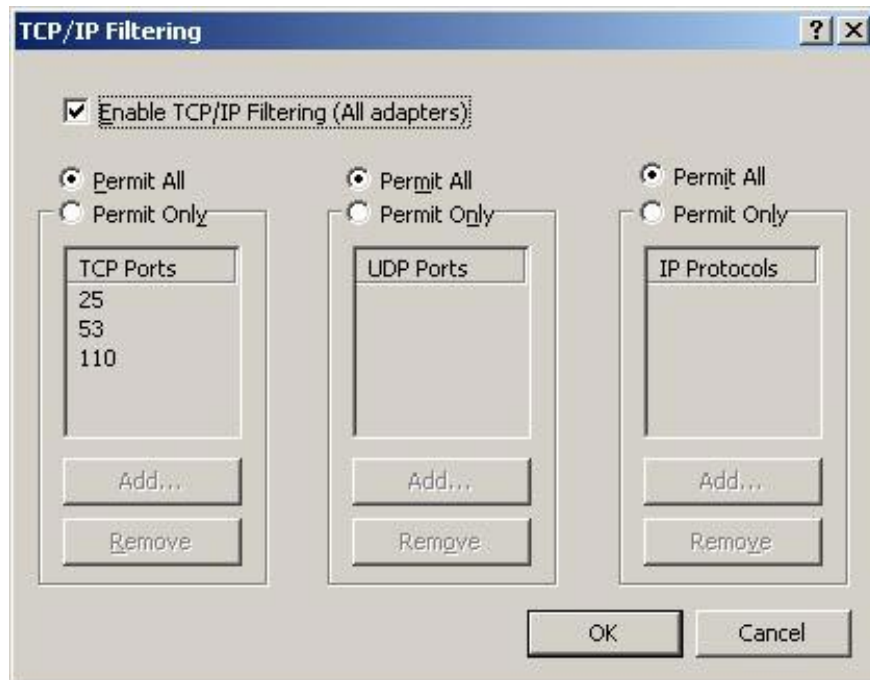 TCP/IP Filtering
Enable TCP/IP Filtering (All adapters)
Permit All
Permit Only
TCP Ports
25
53
110
Add...
Remove
Permit All
Permit Only
UDP Ports
Add...
Remove
Permit All
Permit Only
IP Protocols
Add...
Remove
OK
Cancel